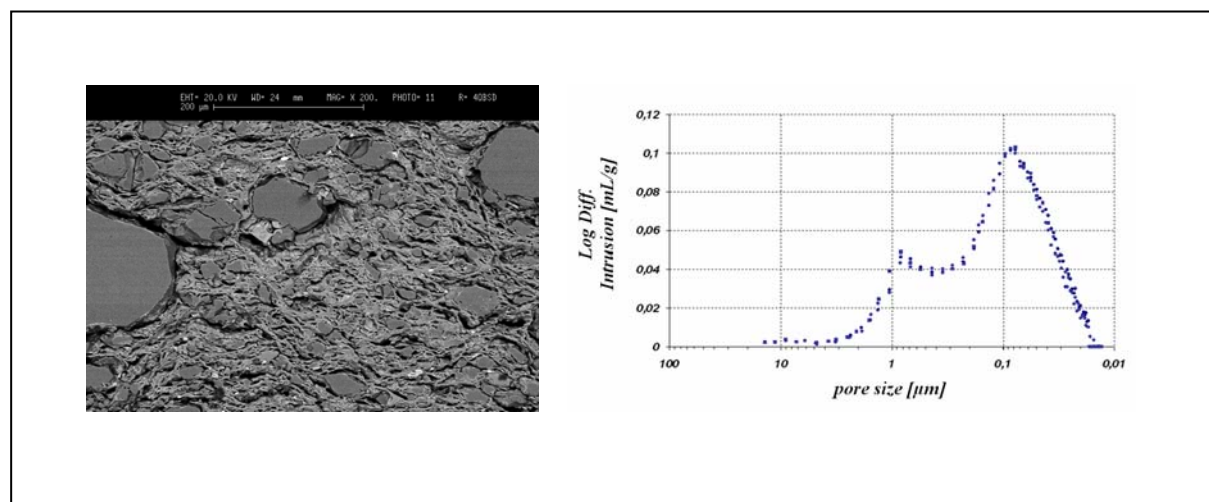 EHT= 20.0 KV WD= 24 mm MAG= X 200. PHOTO= 11 R= 4QBSD
200 µm
0,12
0,1
0,08
0,06
0,04
0,02
0
Log Diff.
Intrusion [mL/g]
100 10 1 0,1 0,01
pore size [µm]